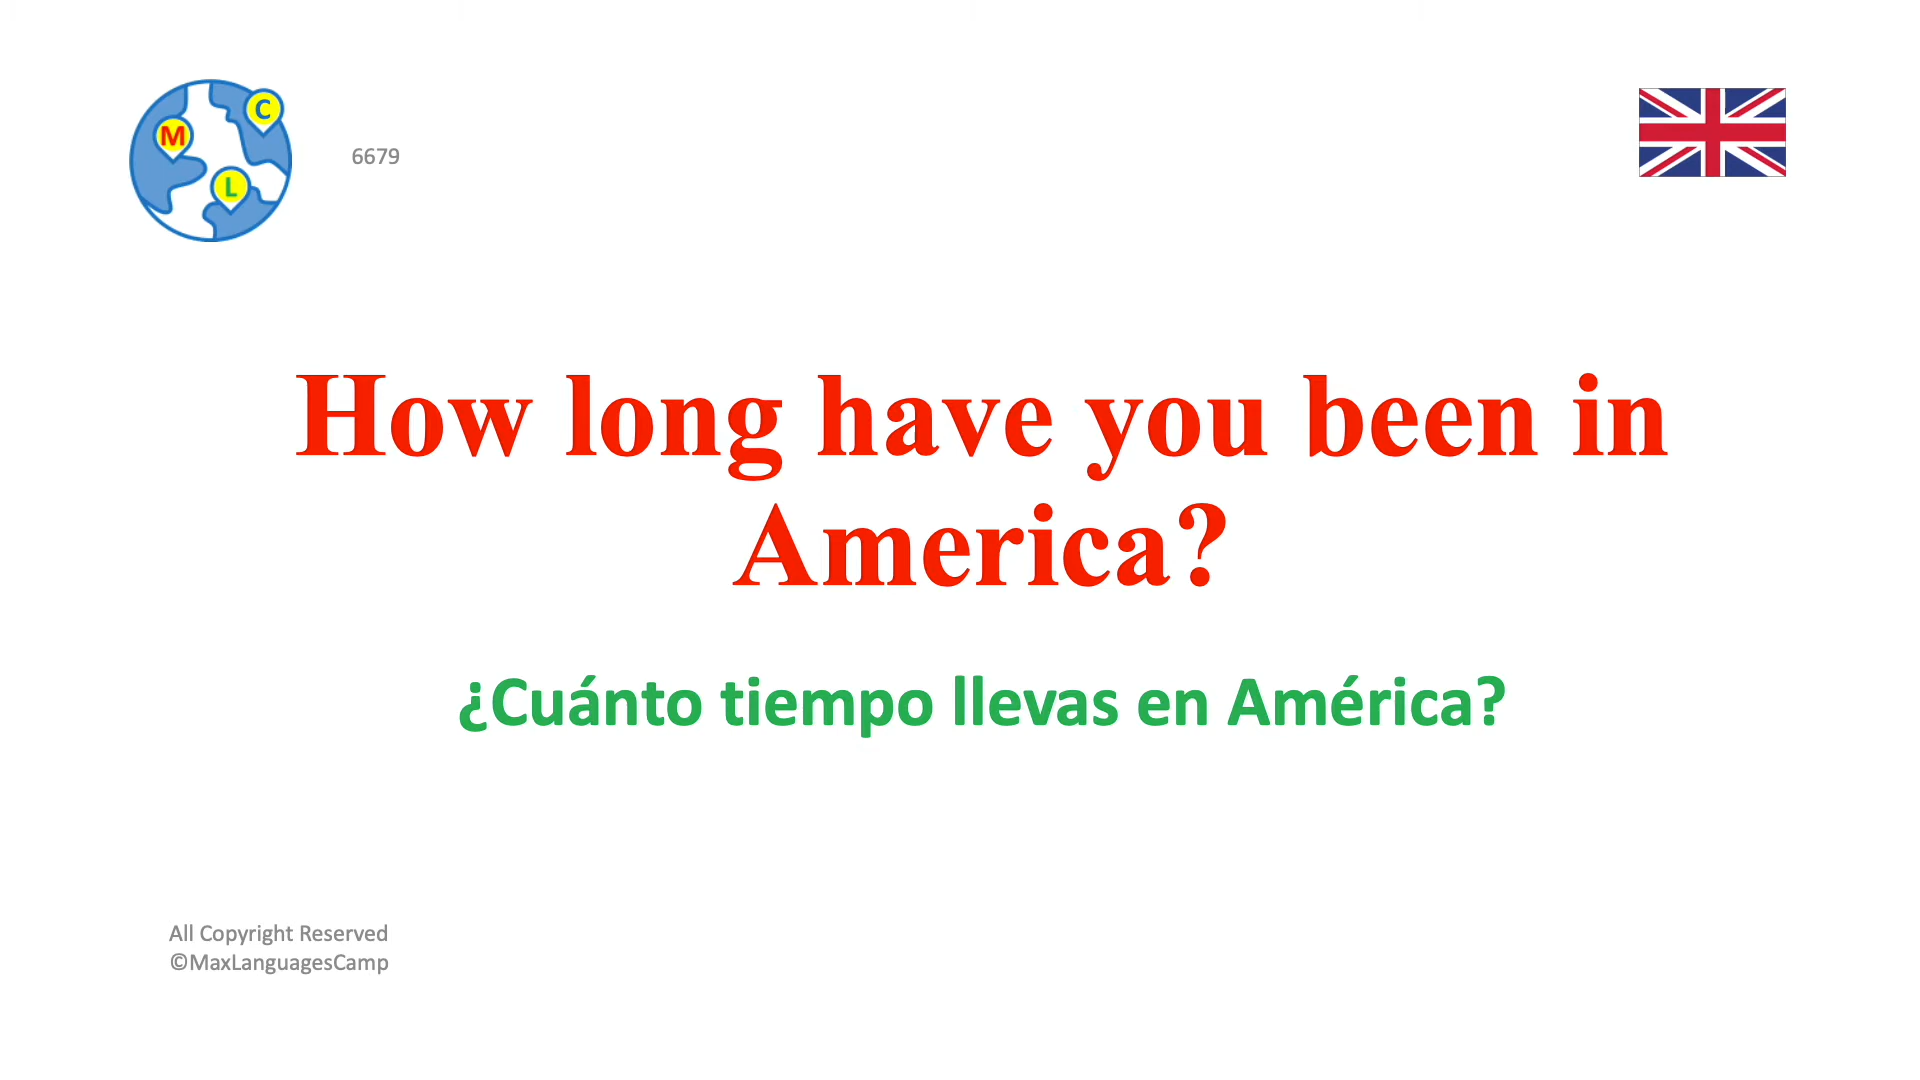 M
C
L
6679
How long have you been in
America?
¿Cuánto tiempo llevas en América?
All Copyright Reserved
©MaxLanguagesCamp